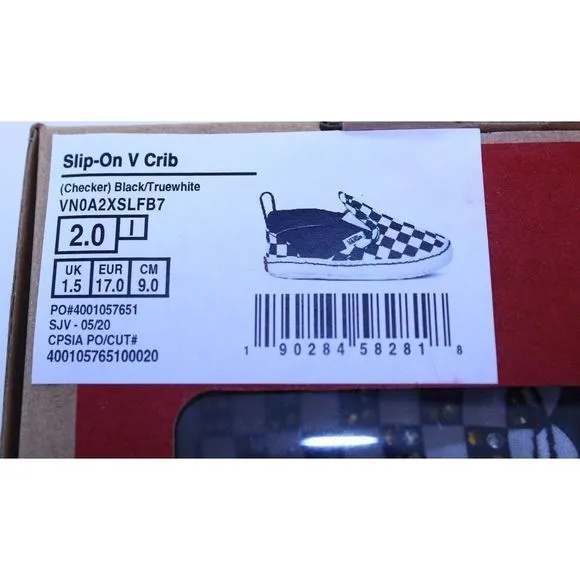 Slip-On V Crib
(Checker) Black/Truewhite
VN0A2XSLFB7
2.0 I
UK EUR CM
1.5 17.0 9.0
PO#4001057651
SJV - 05/20
CPSIA PO/CUT#
400105765100020
1 90284 58281 8